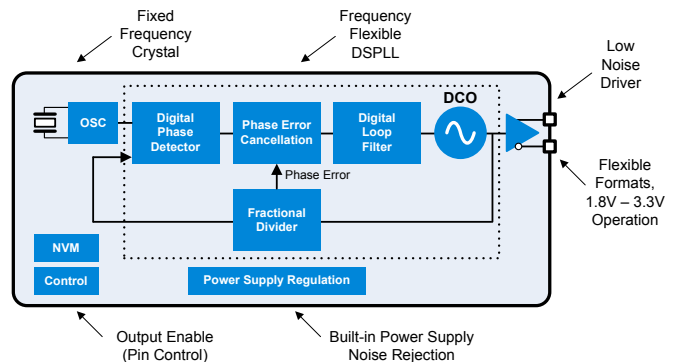 Fixed
Frequency
Crystal
Frequency
Flexible
DSPLL
Low
Noise
Driver
OSC
Digital
Phase
Detector
Phase Error
Cancellation
Digital
Loop
Filter
DCO
Phase Error
Fractional
Divider
Flexible
Formats,
1.8V – 3.3V
Operation
NVM
Control
Power Supply Regulation
Output Enable
(Pin Control)
Built-in Power Supply
Noise Rejection